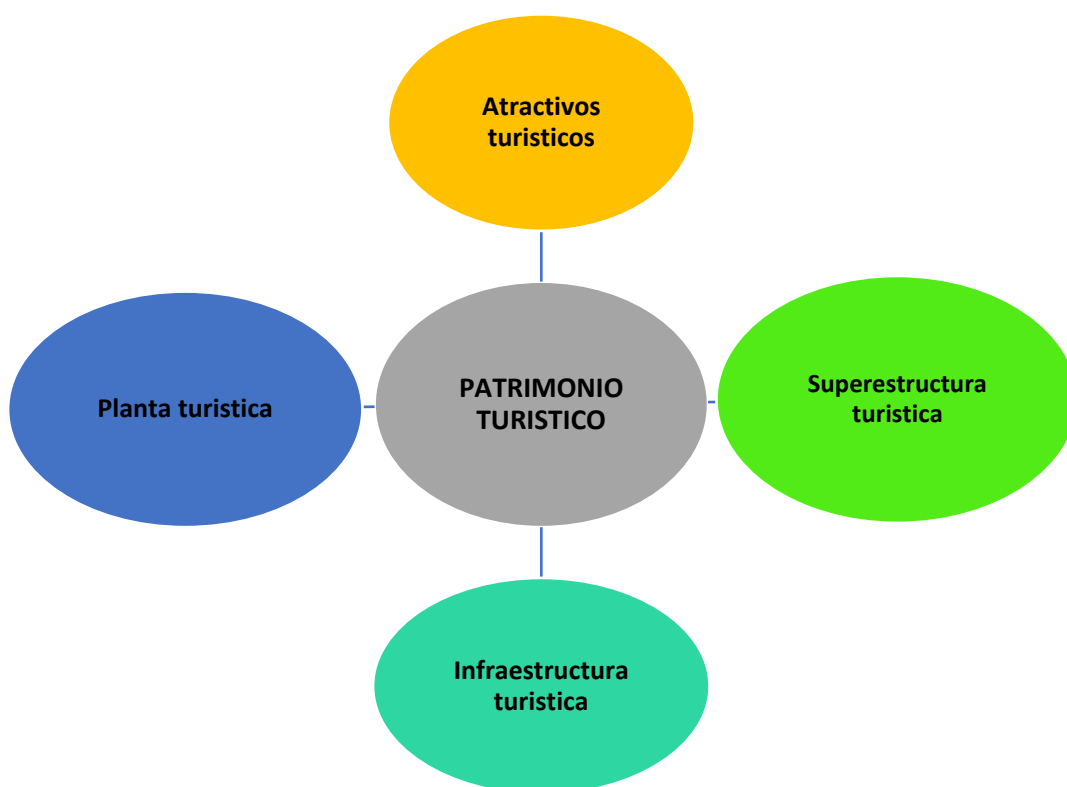 Atractivos
turisticos
Planta turistica
PATRIMONIO
TURISTICO
Superestructura
turistica
Infraestructura
turistica